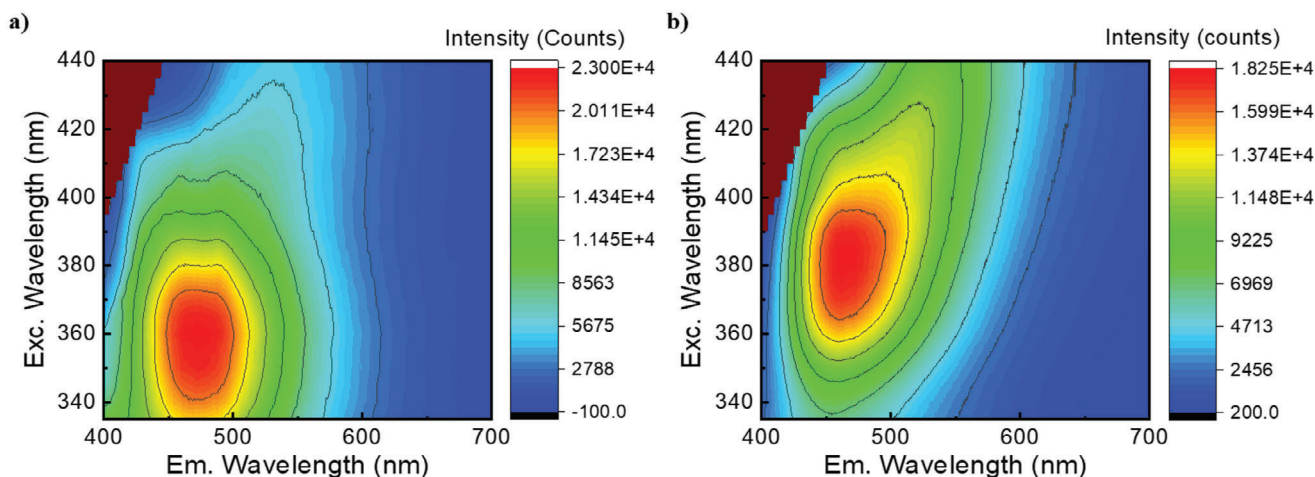 a)
Intensity (Counts)
440
420
400
380
360
340
Exc. Wavelength (nm)
400
500
600
700
Em. Wavelength (nm)
2.300E+4
2.011E+4
1.723E+4
1.434E+4
1.145E+4
8563
5675
2788
-100.0
b)
Intensity (counts)
440
420
400
380
360
340
Exc. Wavelength (nm)
400
500
600
700
Em. Wavelength (nm)
1.825E+4
1.599E+4
1.374E+4
1.148E+4
9225
6969
4713
2456
200.0